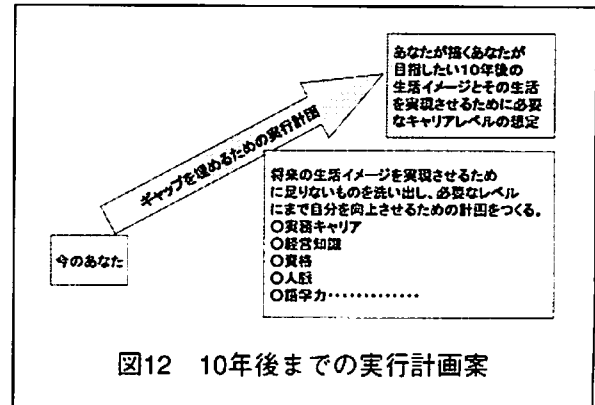 あなたが描くあなたが
目指したい10年後の
生活イメージとその生活
を実現させるために必要
なキャリアレベルの想定
ギャップを埋めるための実行計画
将来の生活イメージを実現させるため
に足りないものを洗い出し、必要なレベル
にまで自分を向上させるための計画をつくる。
○実務キャリア
○経営知識
○資格
○人脈
○語学力‥‥‥‥‥‥‥
今のあなた
図12 10年後までの実行計画案